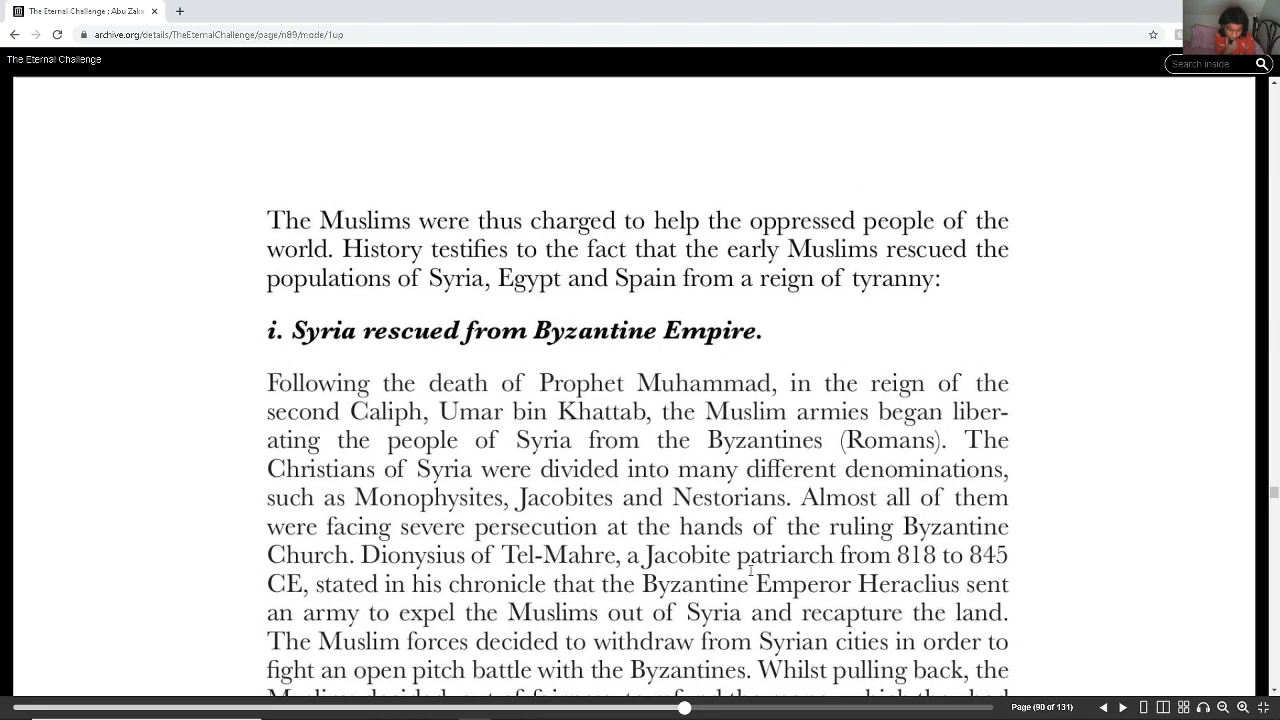 The Eternal Challenge : Abu Zaka
archive.org/details/TheEternalChallenge/page/n89/mode/1up
The Eternal Challenge
Search inside
The Muslims were thus charged to help the oppressed people of the
world. History testifies to the fact that the early Muslims rescued the
populations of Syria, Egypt and Spain from a reign of tyranny:
i. Syria rescued from Byzantine Empire.
Following the death of Prophet Muhammad, in the reign of the
second Caliph, Umar bin Khattab, the Muslim armies began liber-
ating the people of Syria from the Byzantines (Romans). The
Christians of Syria were divided into many different denominations,
such as Monophysites, Jacobites and Nestorians. Almost all of them
were facing severe persecution at the hands of the ruling Byzantine
Church. Dionysius of Tel-Mahre, a Jacobite patriarch from 818 to 845
CE, stated in his chronicle that the Byzantine Emperor Heraclius sent
an army to expel the Muslims out of Syria and recapture the land.
The Muslim forces decided to withdraw from Syrian cities in order to
fight an open pitch battle with the Byzantines. Whilst pulling back, the
Page (90 of 131)